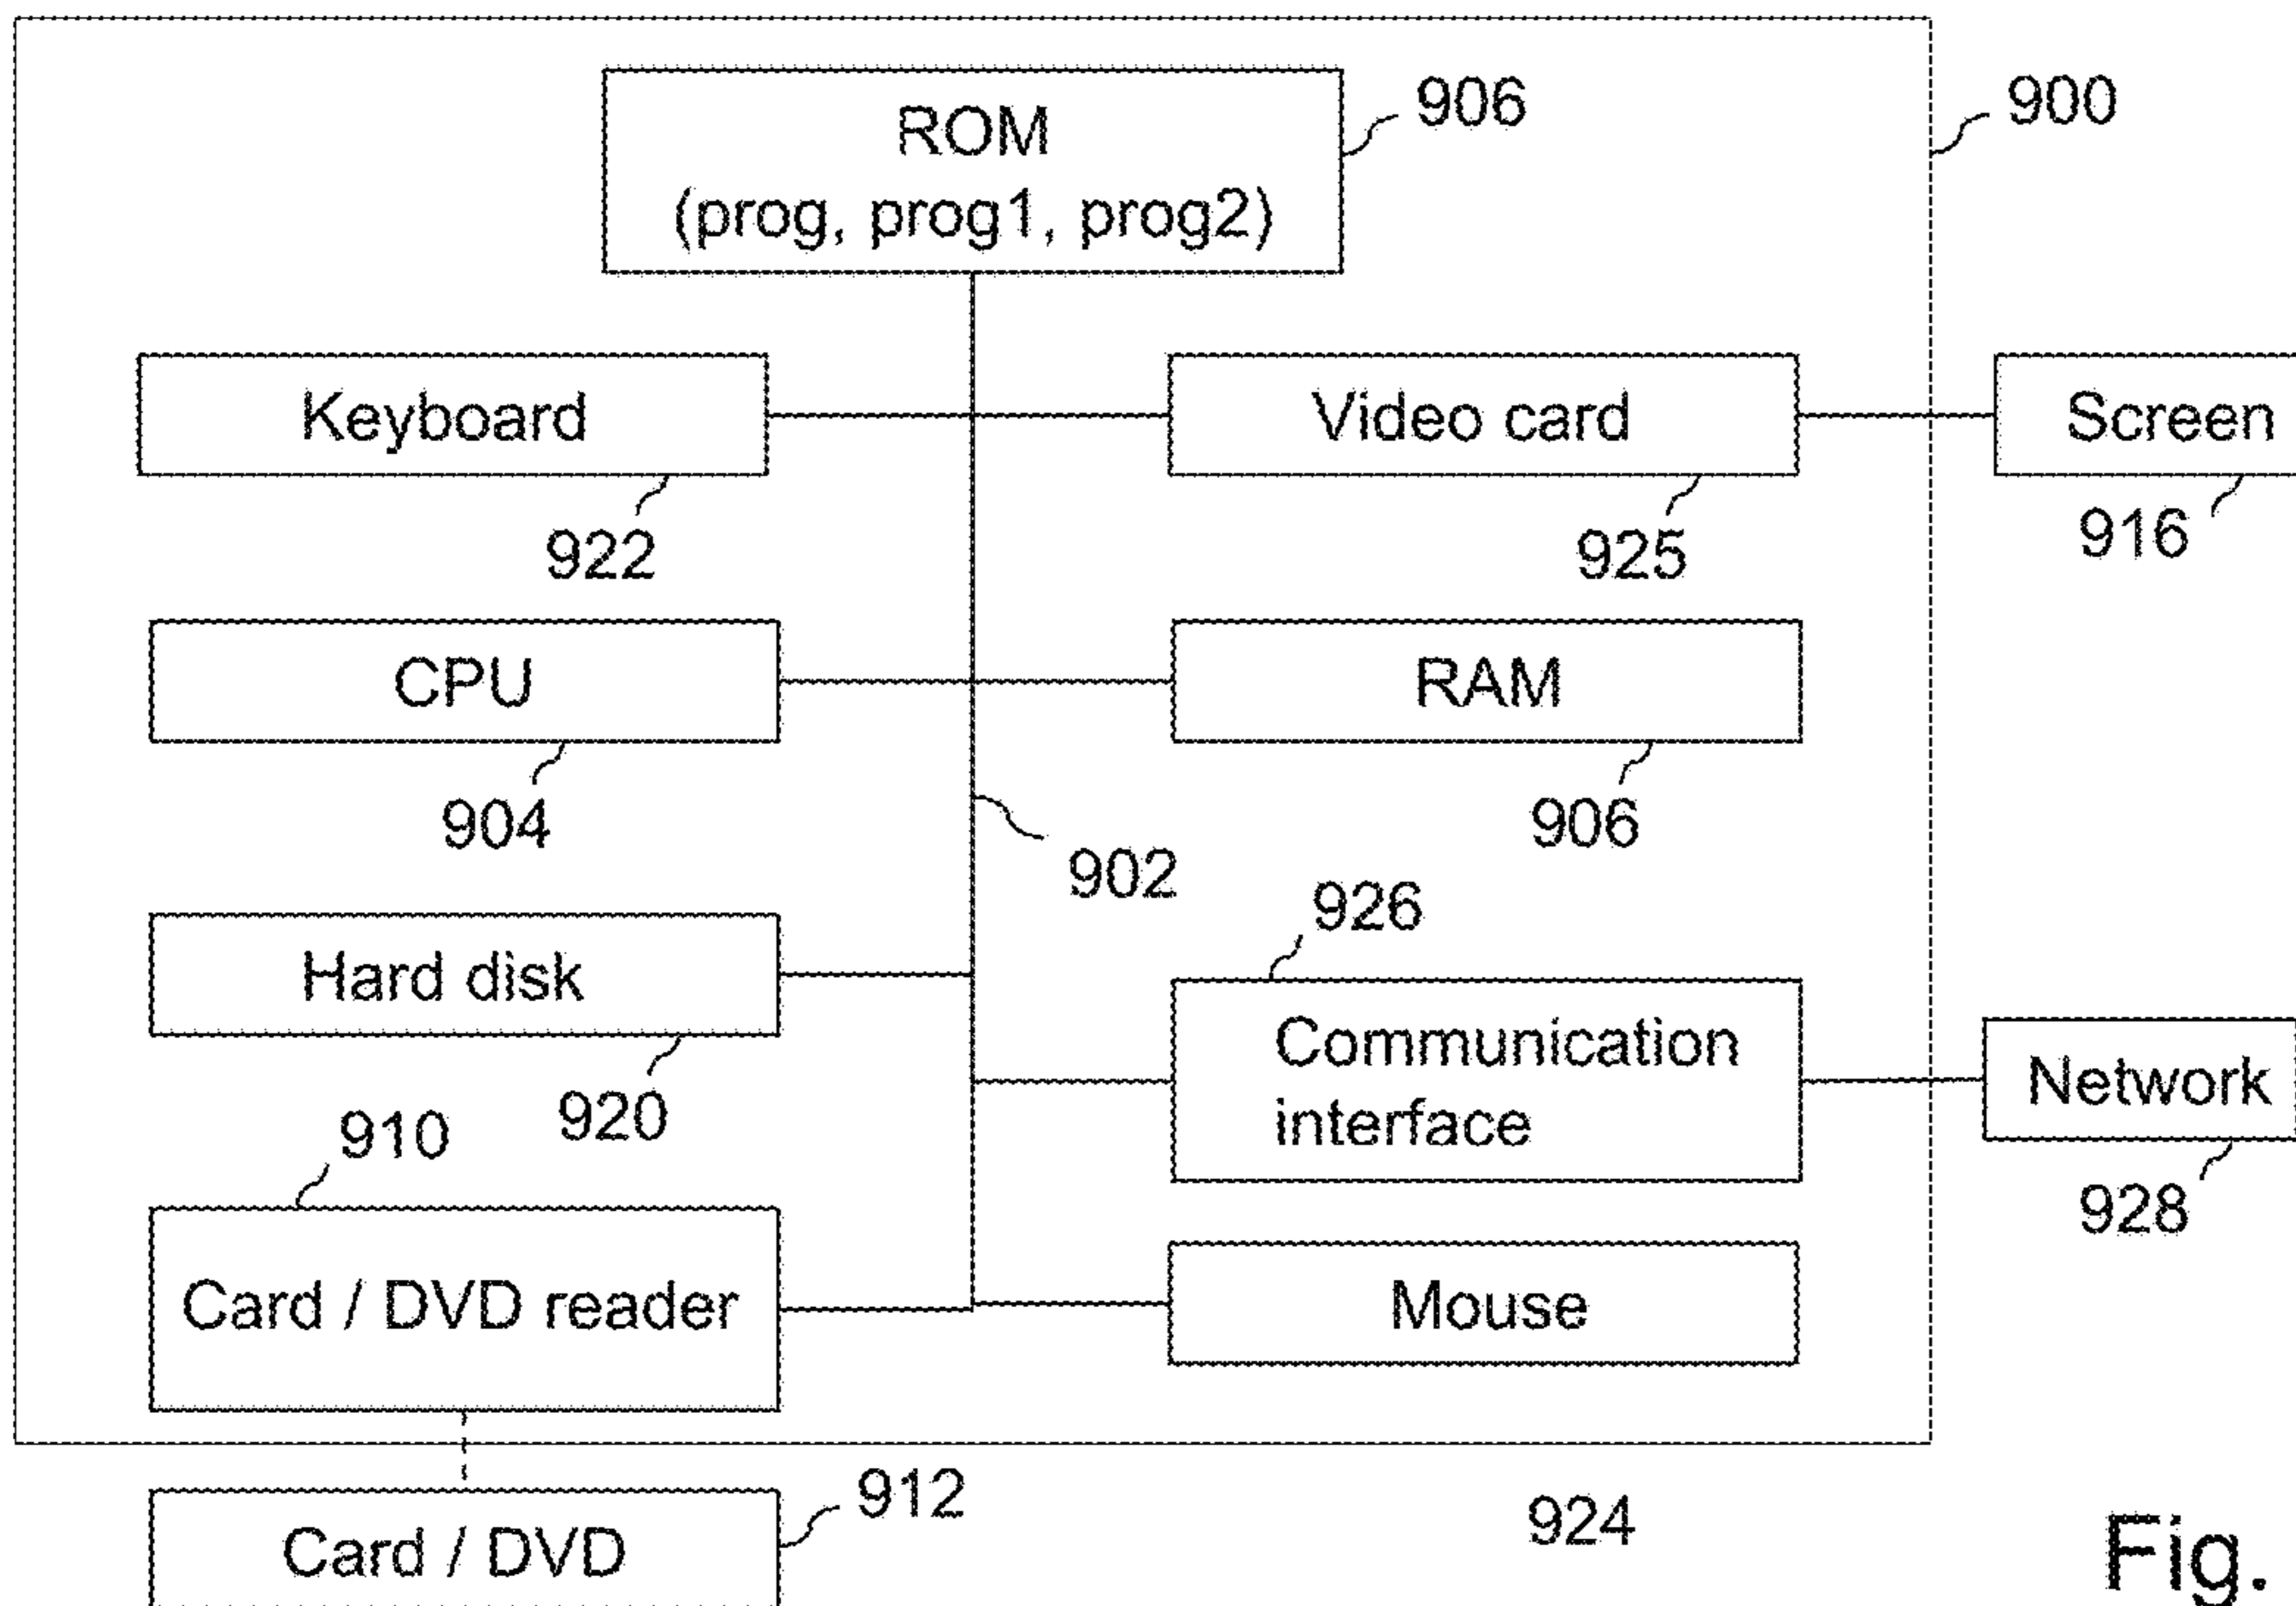 ROM
(prog, prog1, prog2)
906
900
Keyboard
922
Video card
925
Screen
916
CPU
904
RAM
906
902
Hard disk
920
926
Communication
interface
Network
928
910
Card / DVD reader
Mouse
Card / DVD
912
924
Fig.